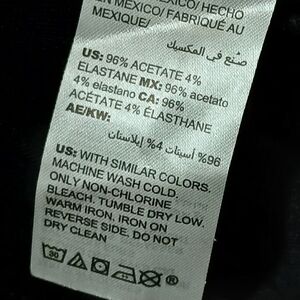 MEXICO/ HECHO
EN MEXICO/ FABRIQUÉ AU
MEXIQUE/
صنع في المكسيك
US: 96% ACETATE 4%
ELASTANE MX: 96% acetato
4% elastano CA: 96%
ACÉTATE 4% ÉLASTHANE
AE/KW:
96% أسيتات 4% إيلاستان
US: WITH SIMILAR COLORS.
MACHINE WASH COLD.
ONLY NON-CHLORINE
BLEACH. TUMBLE DRY LOW.
WARM IRON. IRON ON
REVERSE SIDE. DO NOT
DRY CLEAN
30
®